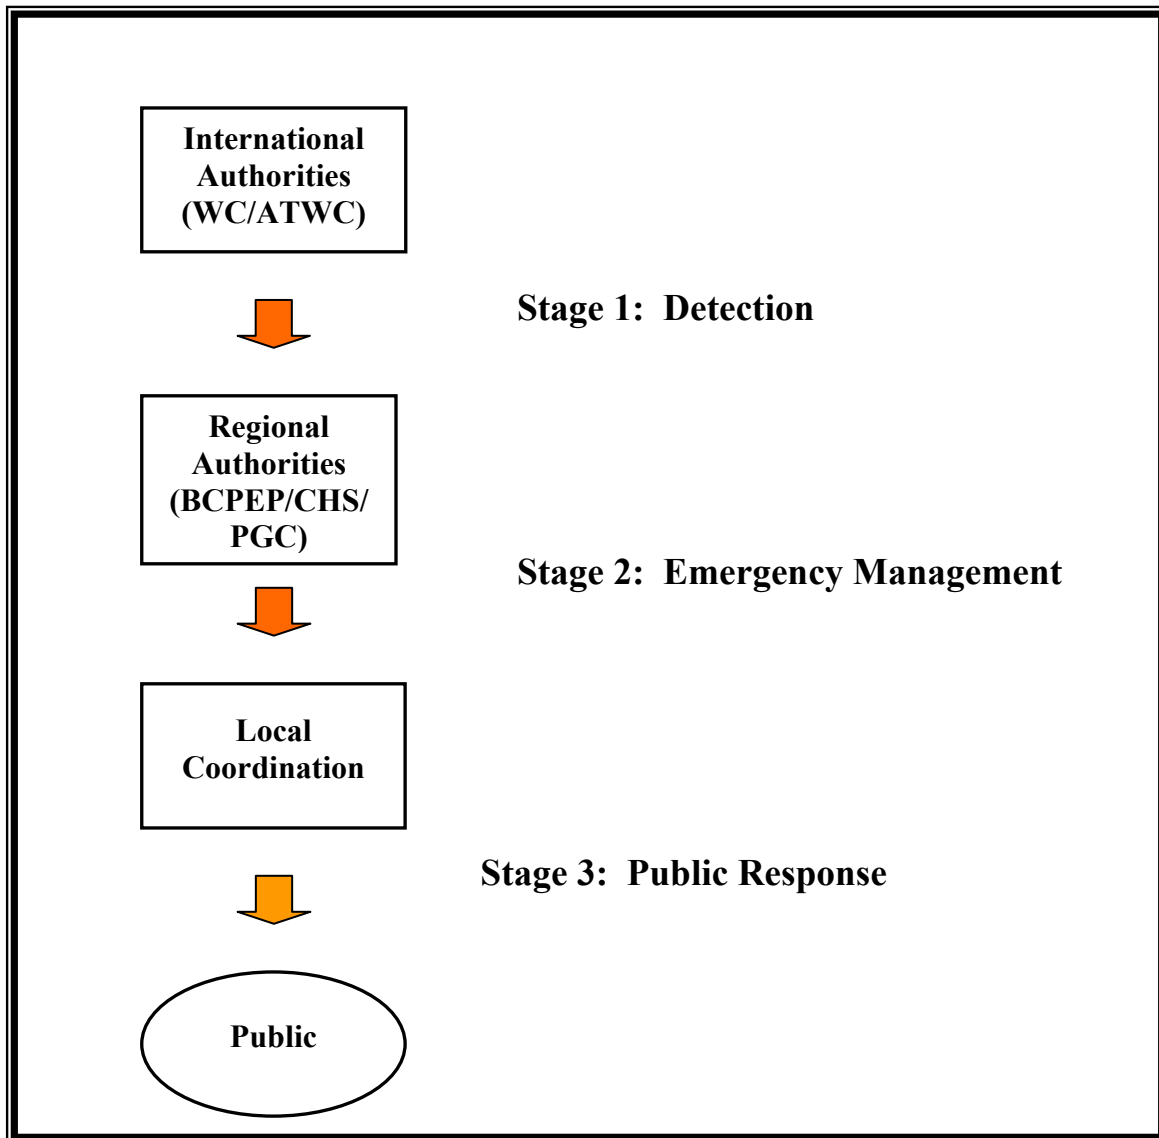 International
Authorities
(WC/ATWC)
Stage 1: Detection
Regional
Authorities
(BCPEP/CHS/
PGC)
Stage 2: Emergency Management
Local
Coordination
Stage 3: Public Response
Public